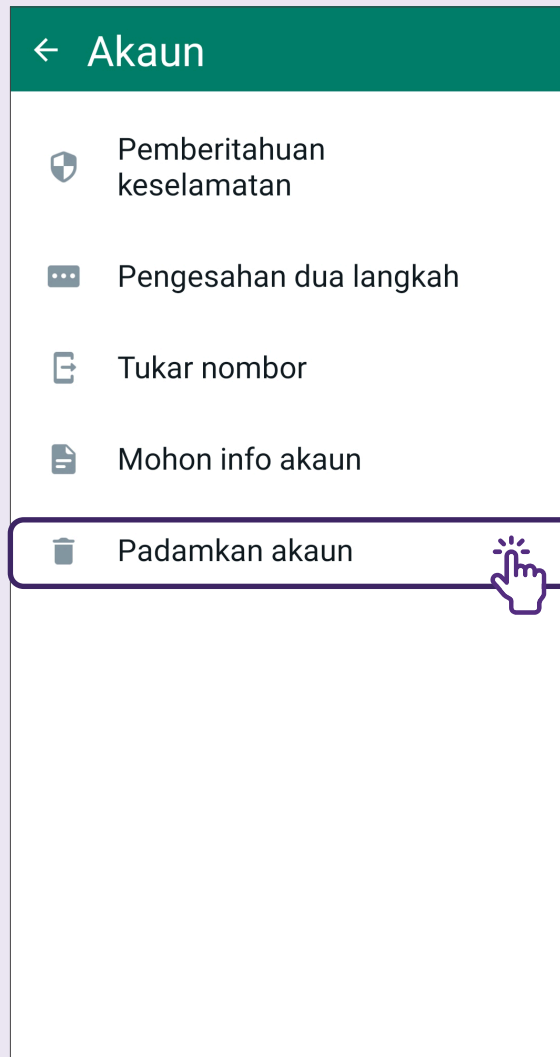 Akaun
Pemberitahuan
keselamatan
Pengesahan dua langkah
Tukar nombor
Mohon info akaun
Padamkan akaun